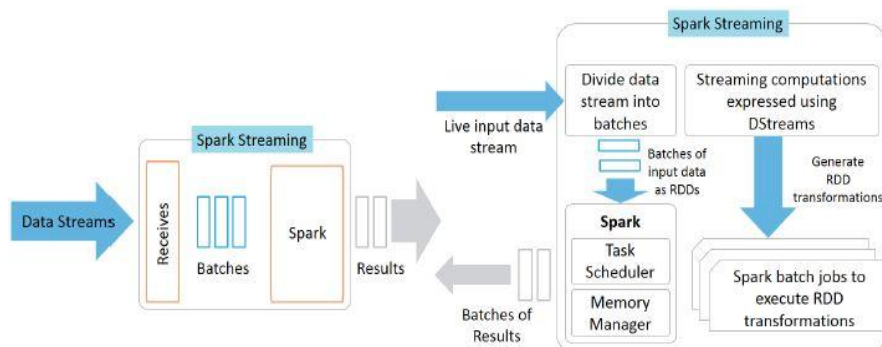 Spark Streaming
Data Streams
Receives
Batches
Spark
Results
Spark Streaming
Live input data
stream
Divide data
stream into
batches
Streaming computations
expressed using
DStreams
Batches of
input data
as RDDs
Generate
RDD
transformations
Spark
Task
Scheduler
Memory
Manager
Batches of
Results
Spark batch jobs to
execute RDD
transformations